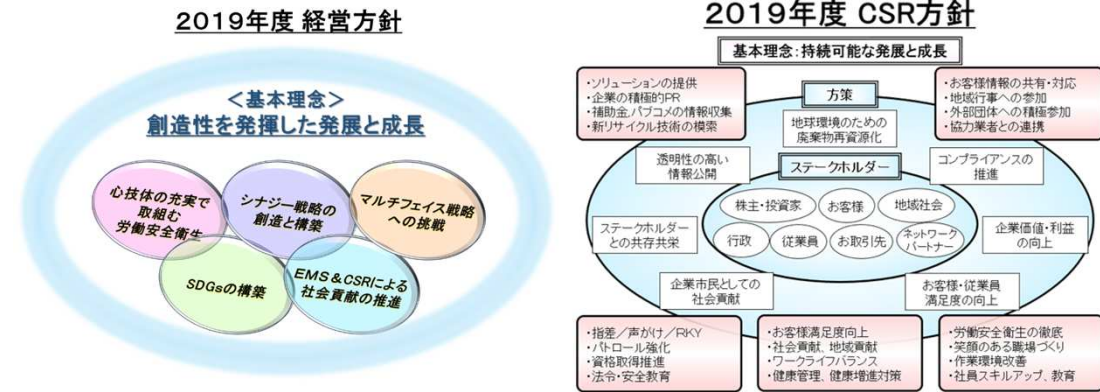 2019年度 経営方針
＜基本理念＞
創造性を発揮した発展と成長
心技体の充実で
取組む
労働安全衛生
シナジー戦略の
創造と構築
マルチフェイス戦略
への挑戦
SDGsの構築
EMS＆CSRによる
社会貢献の推進
2019年度 CSR方針
基本理念：持続可能な発展と成長
・ソリューションの提供
・企業の積極的PR
・補助金,パブコメの情報収集
・新リサイクル技術の模索
方策
・お客様情報の共有・対応
・地域行事への参加
・外部団体への積極参加
・協力業者との連携
地球環境のための
廃棄物再資源化
透明性の高い
情報公開
ステークホルダー
コンプライアンスの
推進
株主・投資家
お客様
地域社会
行政
従業員
お取引先
ネットワーク
パートナー
ステークホルダー
との共存共栄
企業価値・利益
の向上
企業市民としての
社会貢献
お客様・従業員
満足度の向上
・指差／声がけ／RKY
・パトロール強化
・資格取得推進
・法令・安全教育
・お客様満足度向上
・社会貢献、地域貢献
・ワークライフバランス
・健康管理、健康増進対策
・労働安全衛生の徹底
・笑顔のある職場づくり
・作業環境改善
・社員スキルアップ、教育